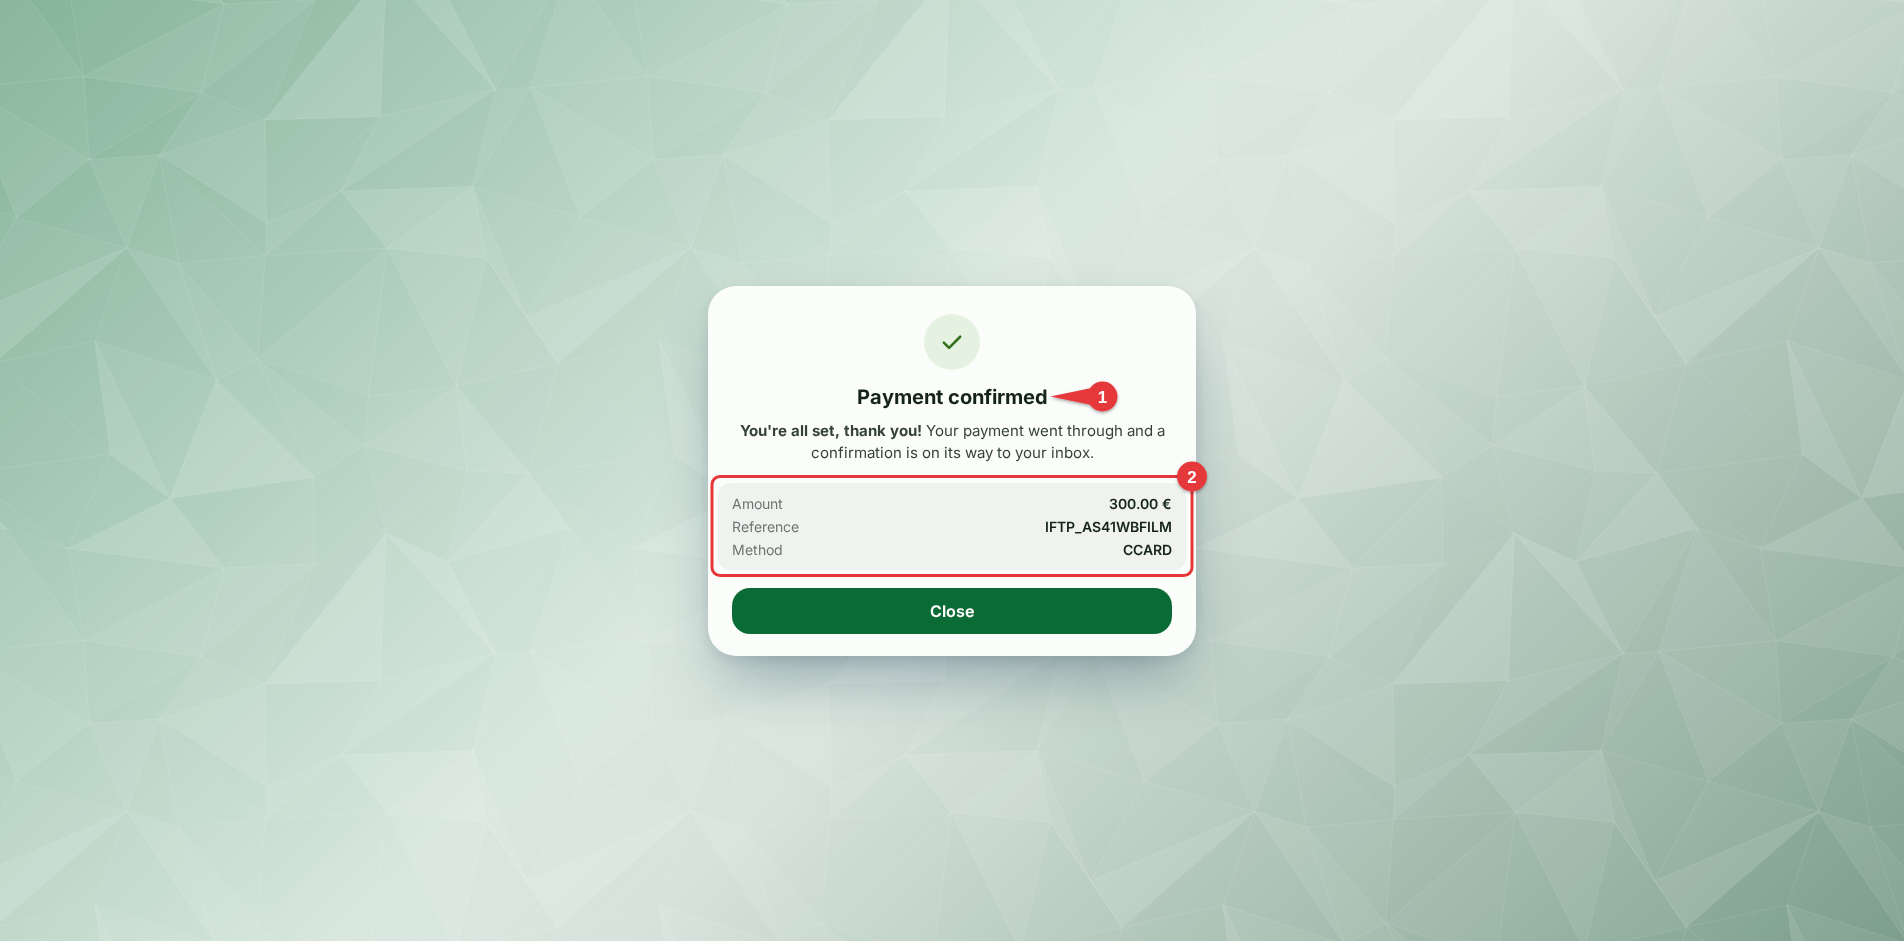 Payment confirmed 1
You're all set, thank you! Your payment went through and a
confirmation is on its way to your inbox.
2
Amount 300.00 €
Reference IFTP_AS41WBFILM
Method CCARD
Close